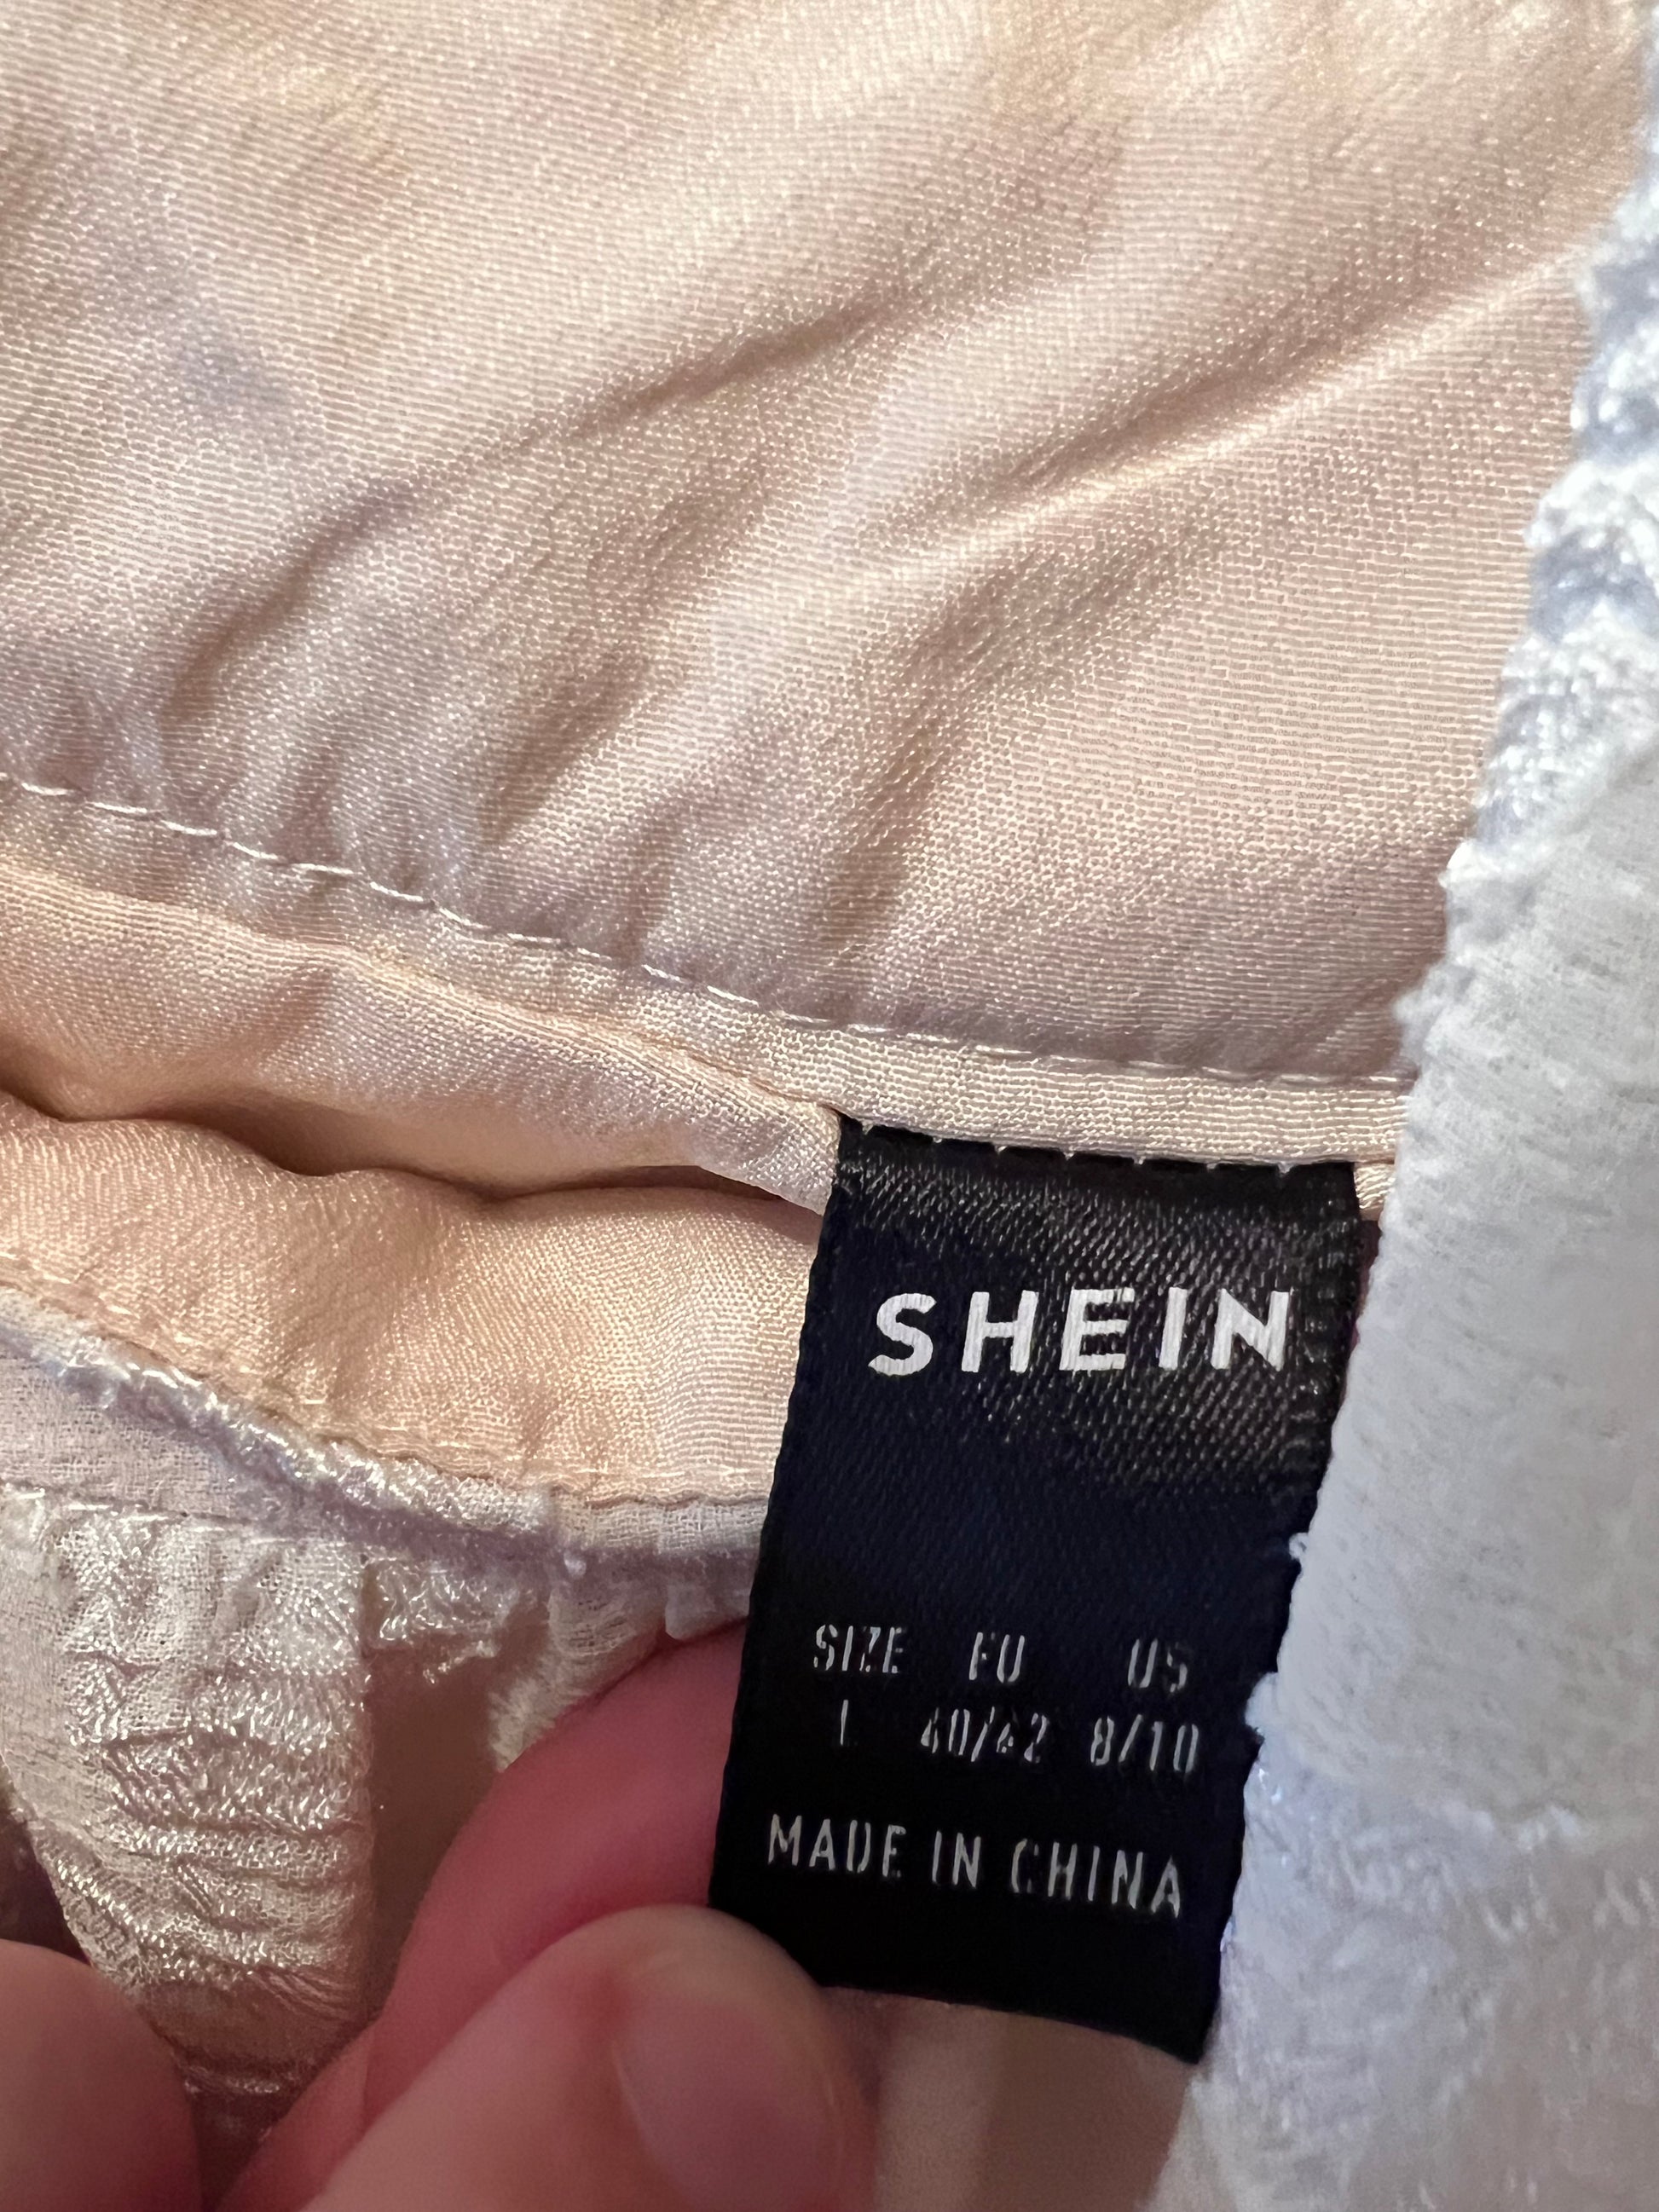 SHEIN
SIZE EU US
L 40/42 8/10
MADE IN CHINA